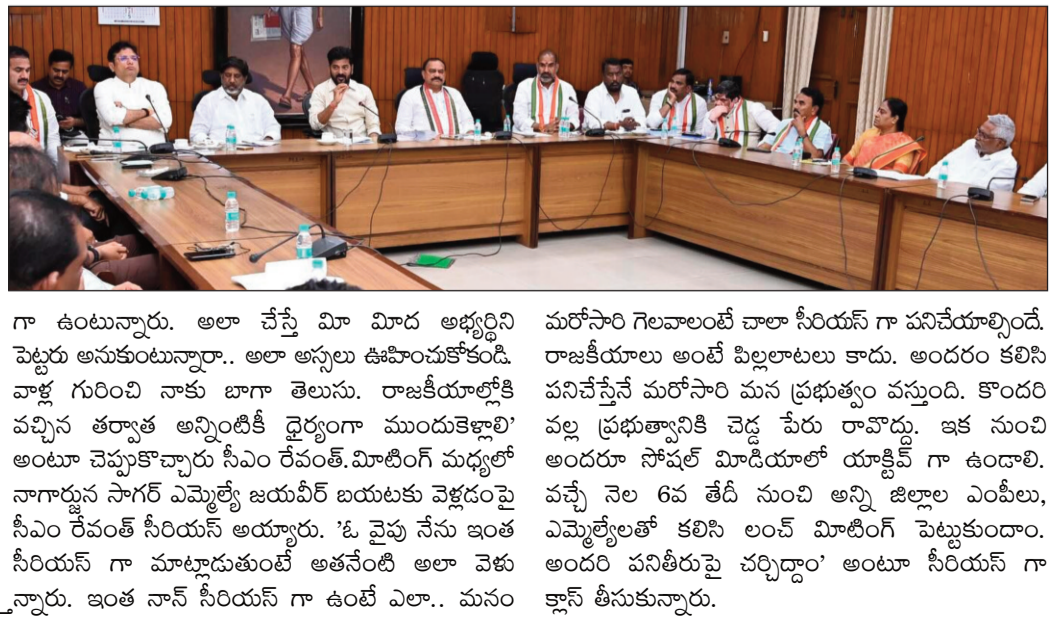 గా ఉంటున్నారు. అలా చేస్తే మీ మీద అభ్యర్థిని
పెట్టరు అనుకుంటున్నారా.. అలా అస్సలు ఊహించుకోకండి.
వాళ్ల గురించి నాకు బాగా తెలుసు. రాజకీయాల్లోకి
వచ్చిన తర్వాత అన్నింటికీ ధైర్యంగా ముందుకెళ్లాలి’
అంటూ చెప్పుకొచ్చారు సీఎం రేవంత్.మీటింగ్ మధ్యలో
నాగార్జున సాగర్ ఎమ్మెల్యే జయవీర్ బయటకు వెళ్లడంపై
సీఎం రేవంత్ సీరియస్ అయ్యారు. ’ఓ వైపు నేను ఇంత
సీరియస్ గా మాట్లాడుతుంటే అతనేంటి అలా వెళు
తున్నారు. ఇంత నాన్ సీరియస్ గా ఉంటే ఎలా.. మనం
మరోసారి గెలవాలంటే చాలా సీరియస్ గా పనిచేయాల్సిందే.
రాజకీయాలు అంటే పిల్లలాటలు కాదు. అందరం కలిసి
పనిచేస్తేనే మరోసారి మన ప్రభుత్వం వస్తుంది. కొందరి
వల్ల ప్రభుత్వానికి చెడ్డ పేరు రావొద్దు. ఇక నుంచి
అందరూ సోషల్ మీడియాలో యాక్టివ్ గా ఉండాలి.
వచ్చే నెల 6వ తేదీ నుంచి అన్ని జిల్లాల ఎంపీలు,
ఎమ్మెల్యేలతో కలిసి లంచ్ మీటింగ్ పెట్టుకుందాం.
అందరి పనితీరుపై చర్చిద్దాం’ అంటూ సీరియస్ గా
క్లాస్ తీసుకున్నారు.